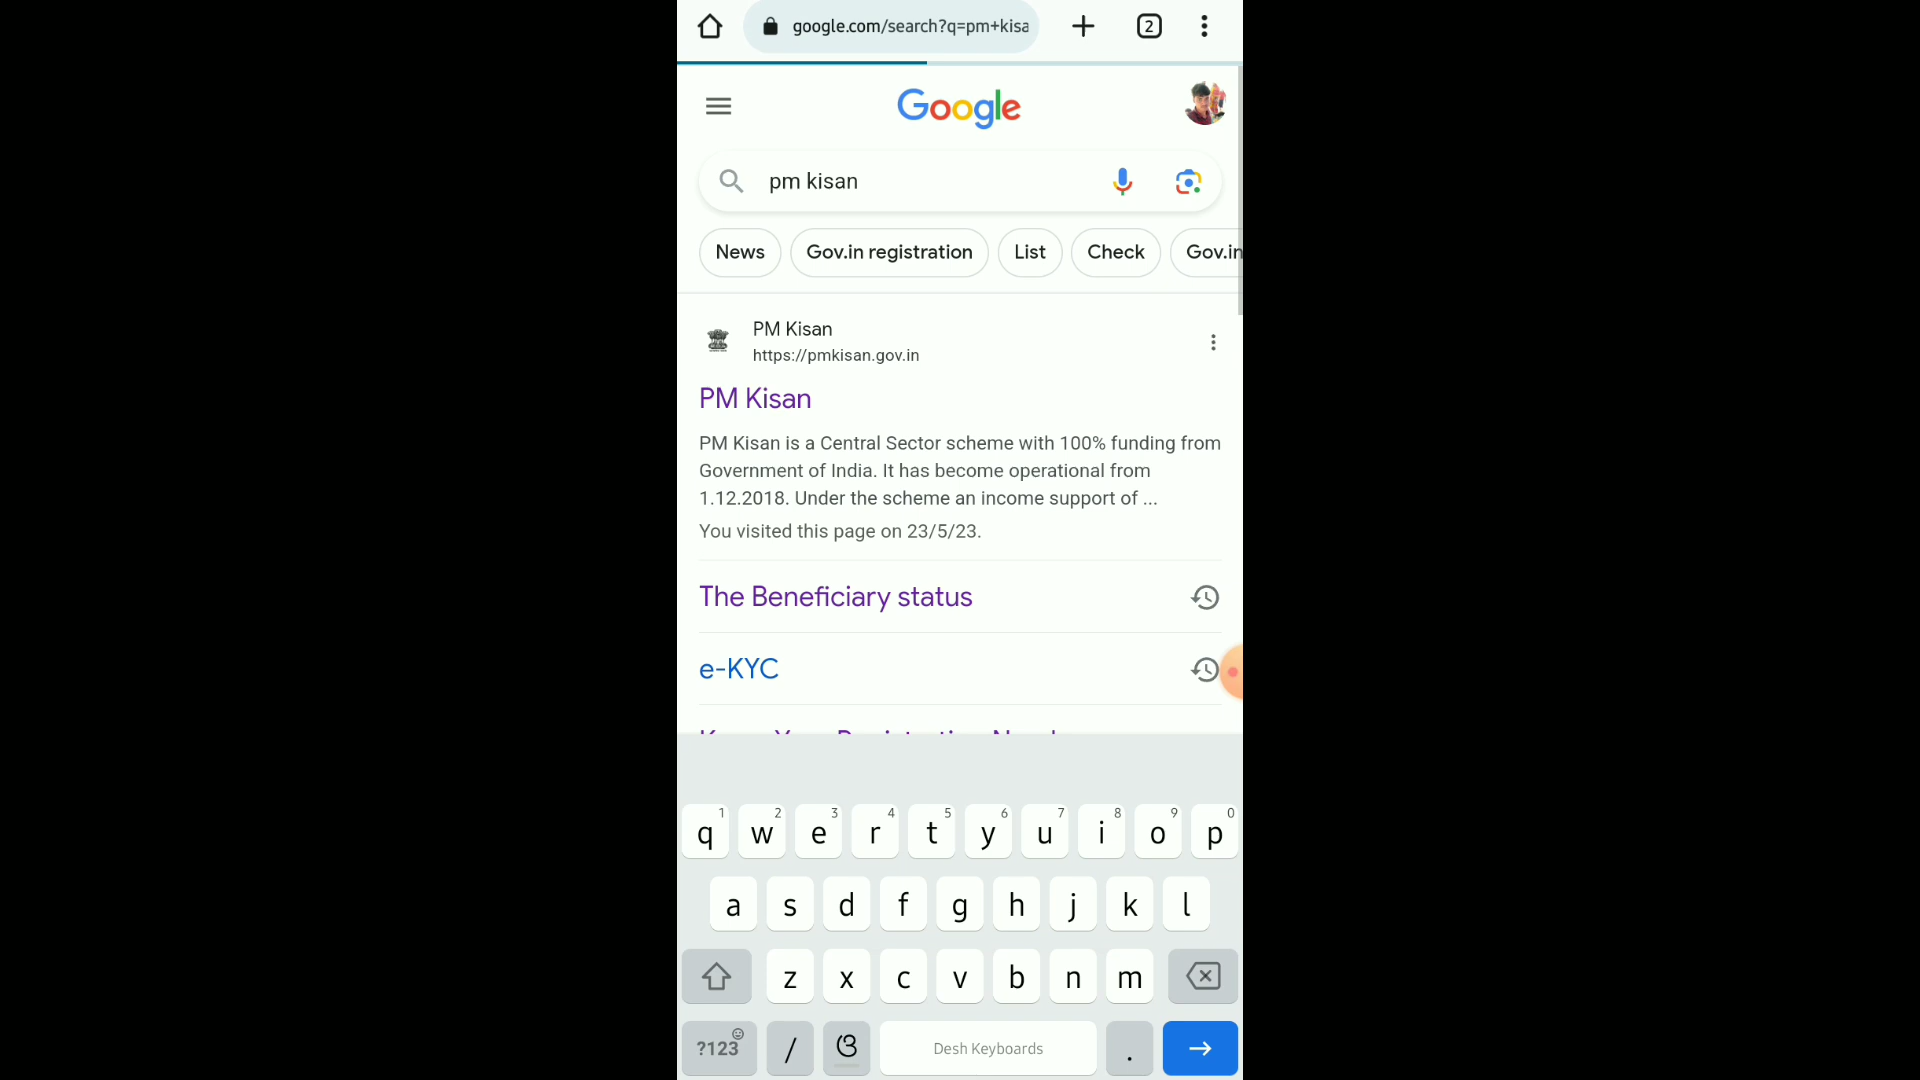 google.com/search?q=pm+kisa
2
Google
pm kisan
News
Gov.in registration
List
Check
Gov.in
PM Kisan
https://pmkisan.gov.in
PM Kisan
PM Kisan is a Central Sector scheme with 100% funding from
Government of India. It has become operational from
1.12.2018. Under the scheme an income support of ...
You visited this page on 23/5/23.
The Beneficiary status
e-KYC
1 2 3 4 5 6 7 8 9 0
q w e r t y u i o p
a s d f g h j k l
z x c v b n m
?123 / ଓ Desh Keyboards .